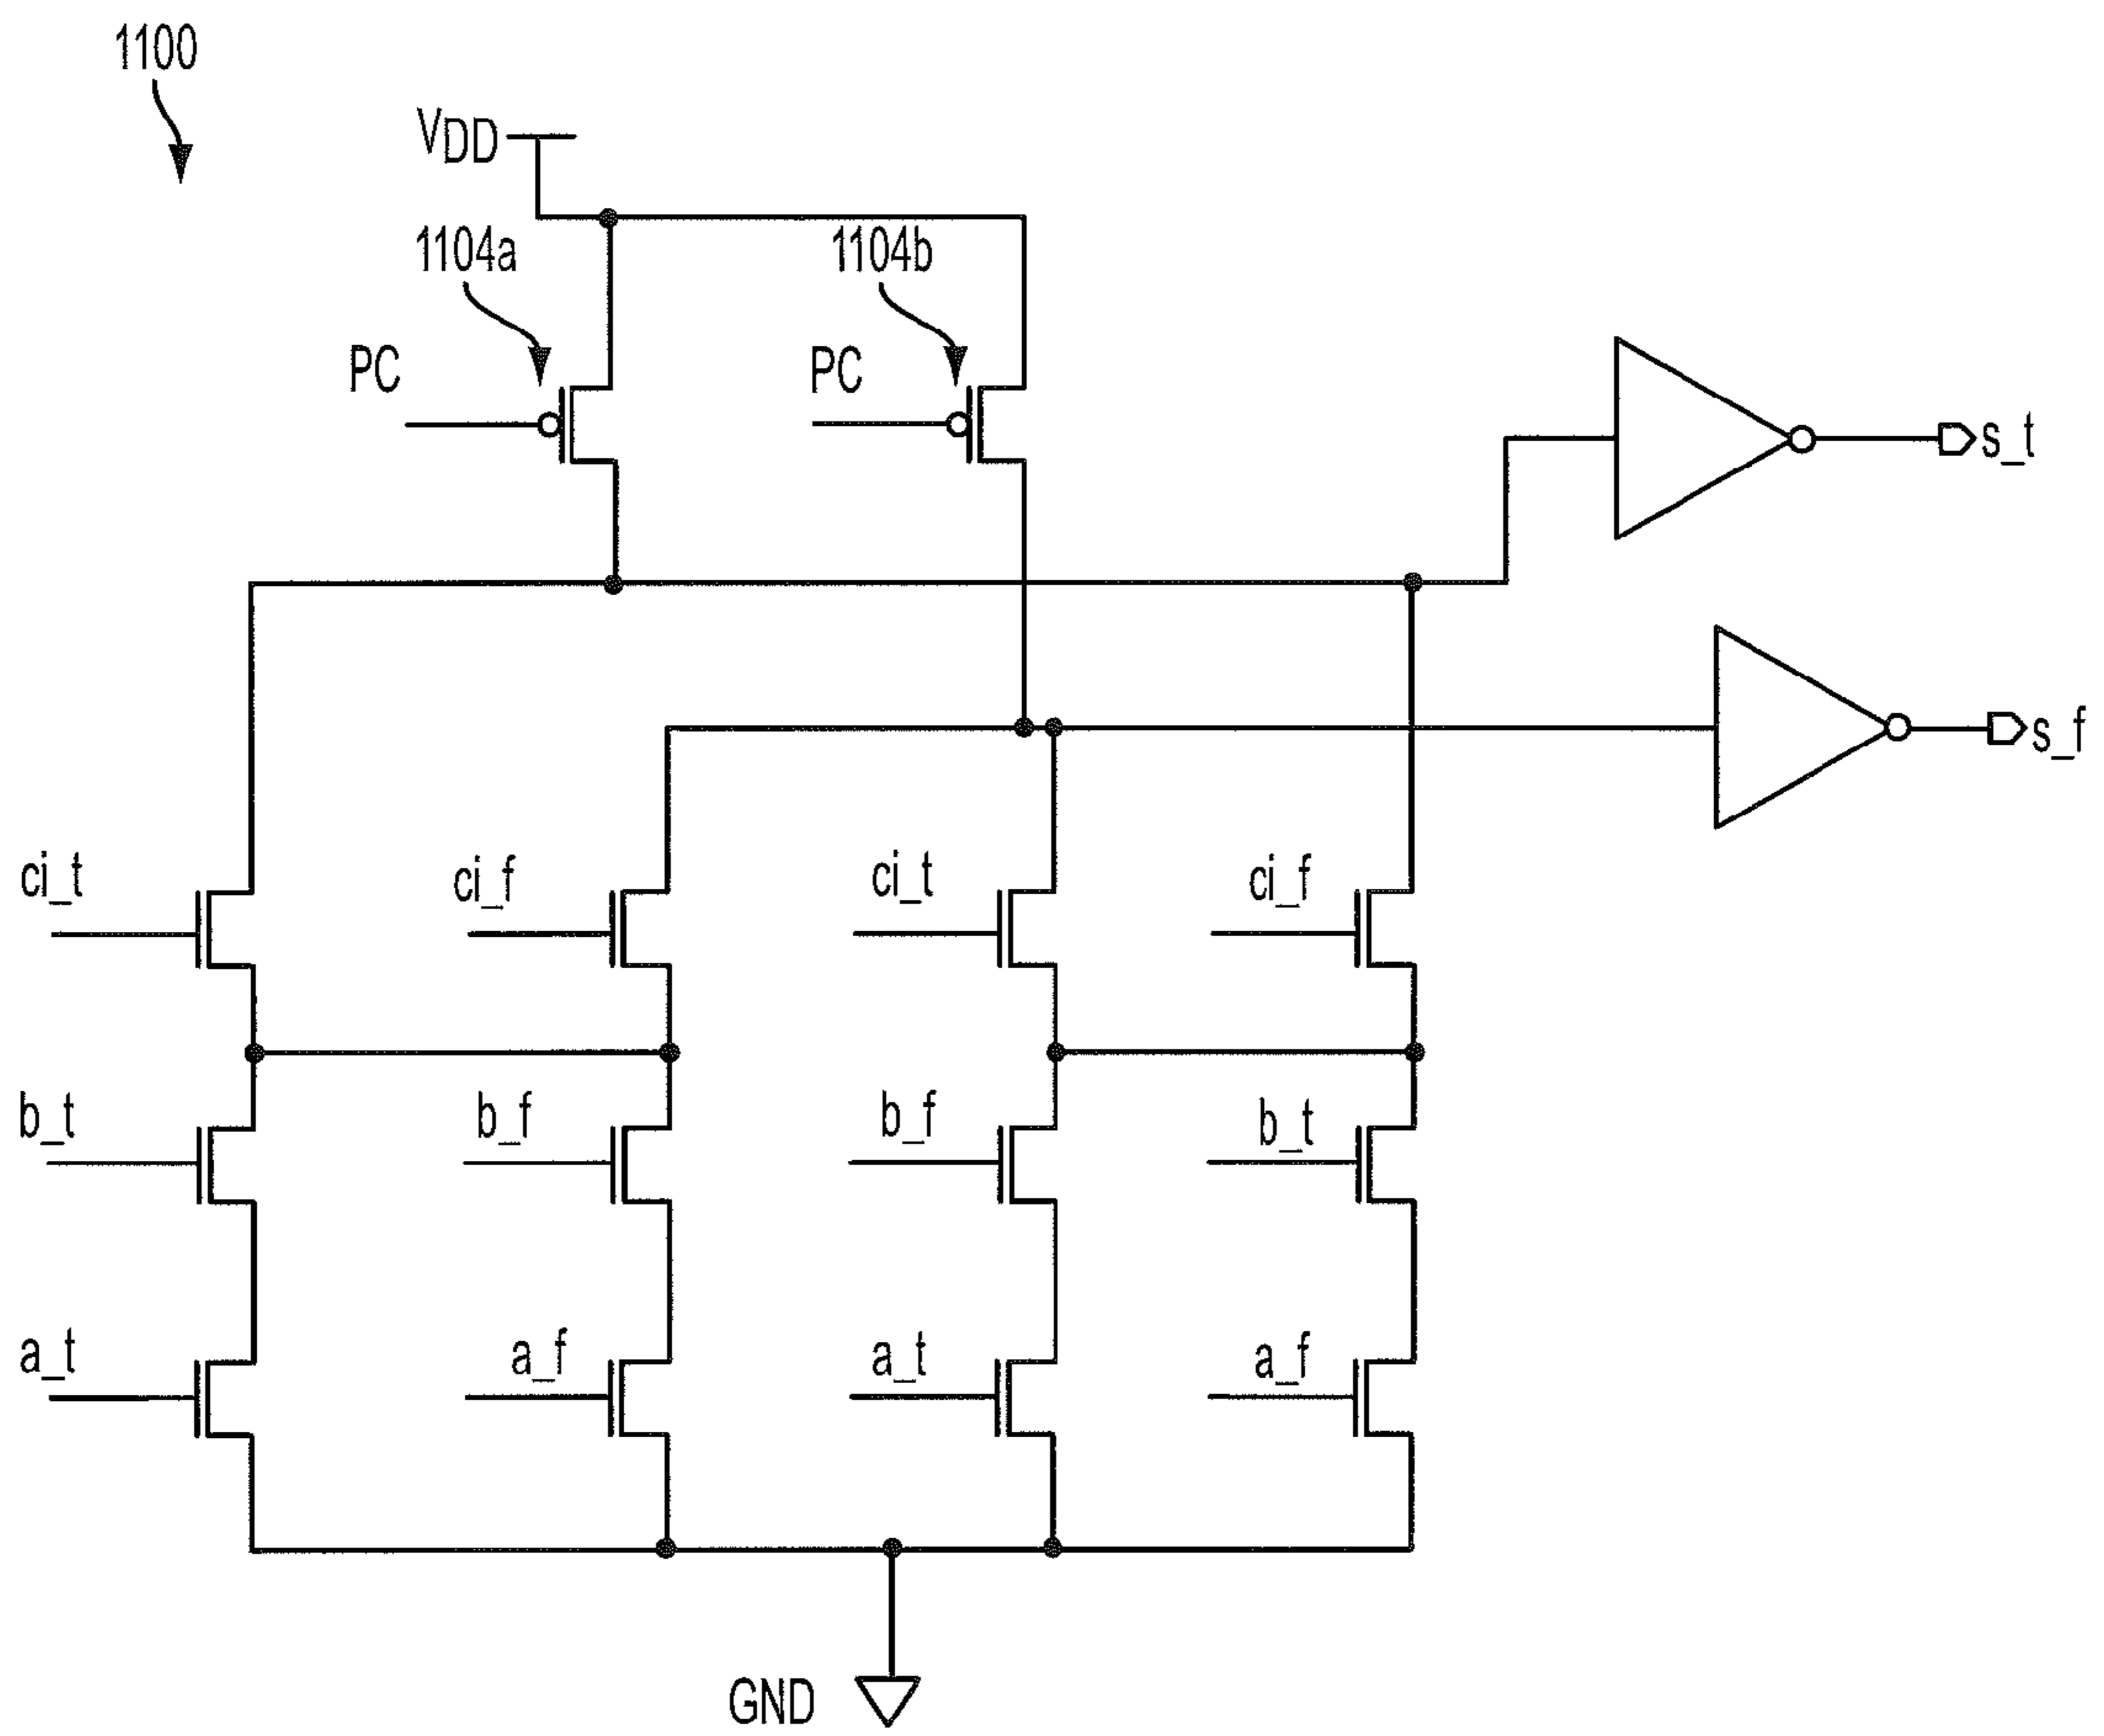 1100
VDD
1104a
1104b
PC
PC
s_t
s_f
ci_t
ci_f
ci_t
ci_f
b_t
b_f
b_f
b_t
a_t
a_f
a_t
a_f
GND